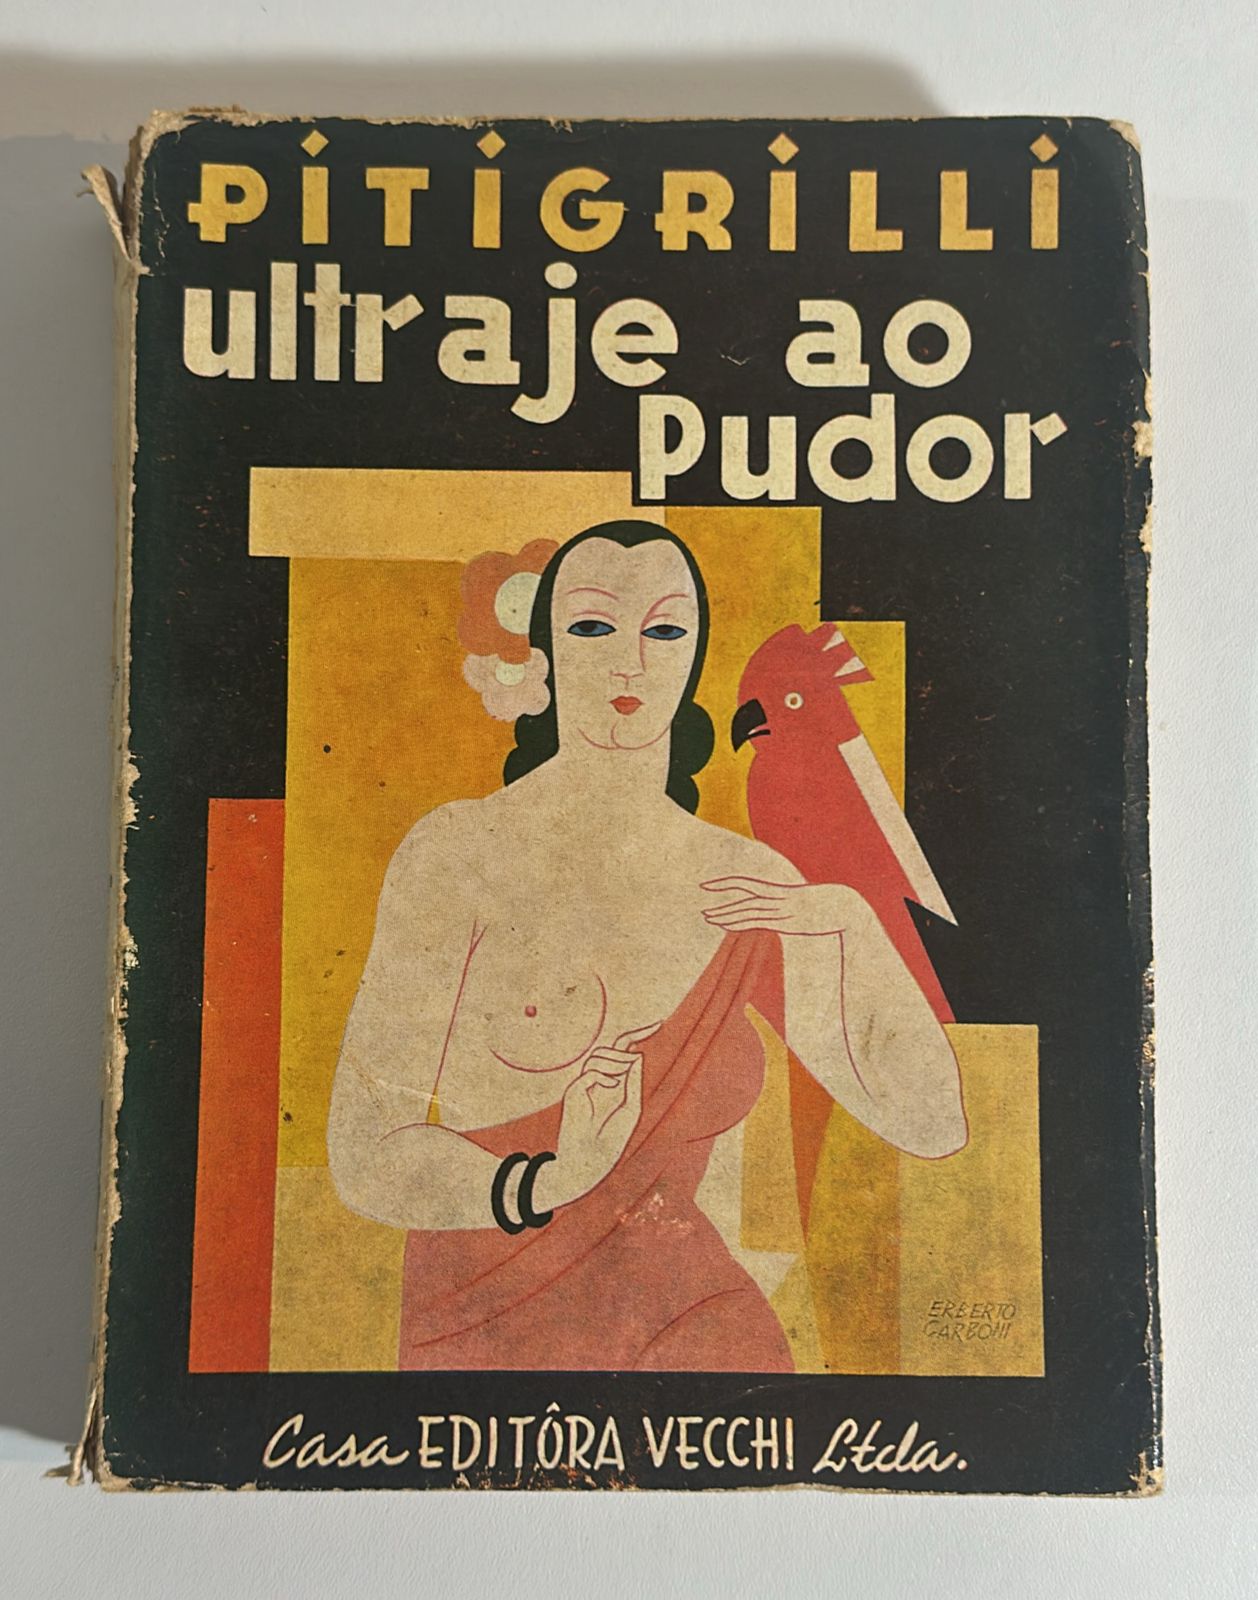 PiTiGRiLLi
ultraje ao
Pudor
ERBERTO
CARBONI
Casa EDITÔRA VECCHI Ltda.